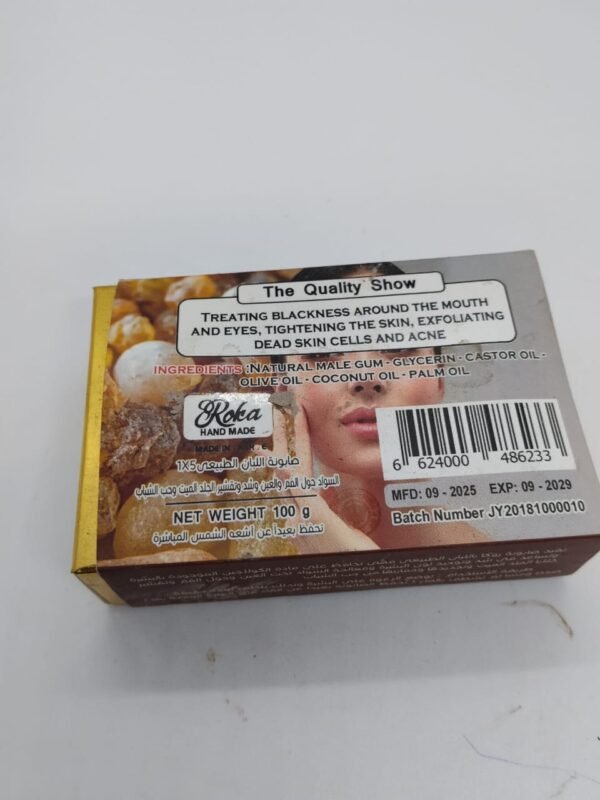 The Quality Show
TREATING BLACKNESS AROUND THE MOUTH
AND EYES, TIGHTENING THE SKIN, EXFOLIATING
DEAD SKIN CELLS AND ACNE
INGREDIENTS :NATURAL MALE GUM - GLYCERIN - CASTOR OIL -
OLIVE OIL - COCONUT OIL - PALM OIL
Roka
HAND MADE
MADE IN
صابونة اللبان الطبيعي 1X5
السواد حول الفم والعين وشد وتقشير الجلد الميت وحب الشباب
NET WEIGHT 100 g
تحفظ بعيداً عن أشعه الشمس المباشرة
6 624000 486233
MFD: 09 - 2025 EXP: 09 - 2029
Batch Number JY20181000010